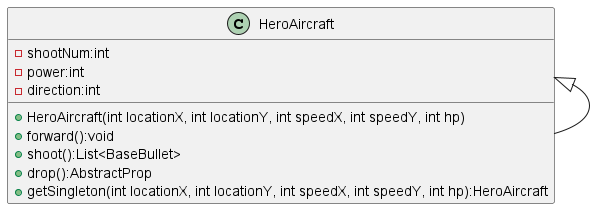 C HeroAircraft
shootNum:int
power:int
direction:int
HeroAircraft(int locationX, int locationY, int speedX, int speedY, int hp)
forward():void
shoot():List<BaseBullet>
drop():AbstractProp
getSingleton(int locationX, int locationY, int speedX, int speedY, int hp):HeroAircraft